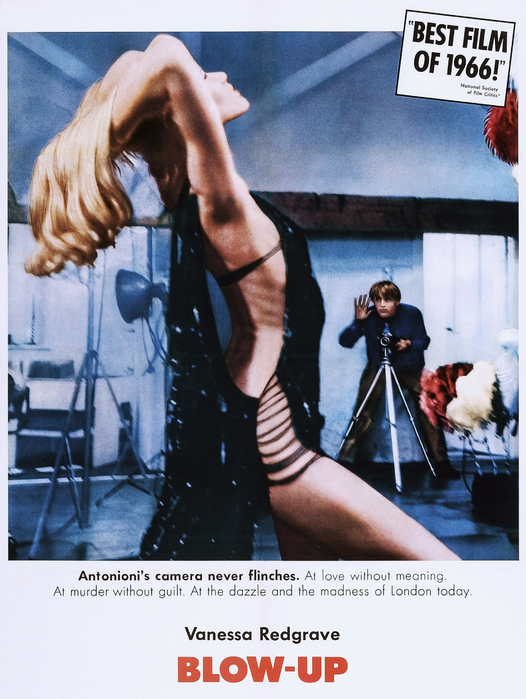 "BEST FILM
OF 1966!"
National Society
of Film Critics"
Antonioni's camera never flinches. At love without meaning.
At murder without guilt. At the dazzle and the madness of London today.
Vanessa Redgrave
BLOW-UP